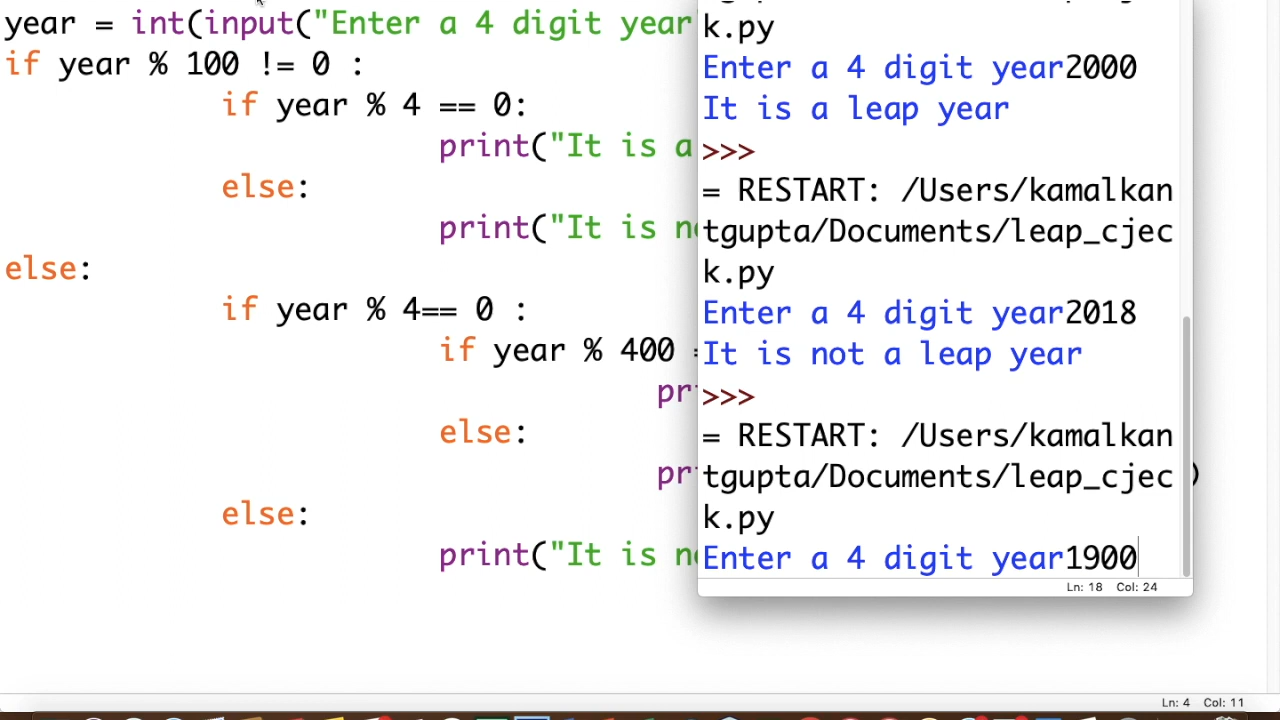 year = int(input("Enter a 4 digit year
if year % 100 != 0 :
if year % 4 == 0:
print("It is a
else:
print("It is
else:
if year % 4== 0 :
if year % 400
else:
else:
print("It is
k.py
Enter a 4 digit year2000
It is a leap year
>>>
= RESTART: /Users/kamalkan
tgupta/Documents/leap_cjec
k.py
Enter a 4 digit year2018
It is not a leap year
>>>
= RESTART: /Users/kamalkan
tgupta/Documents/leap_cjec
k.py
Enter a 4 digit year1900
Ln: 18 Col: 24
)
Ln: 4 Col: 11